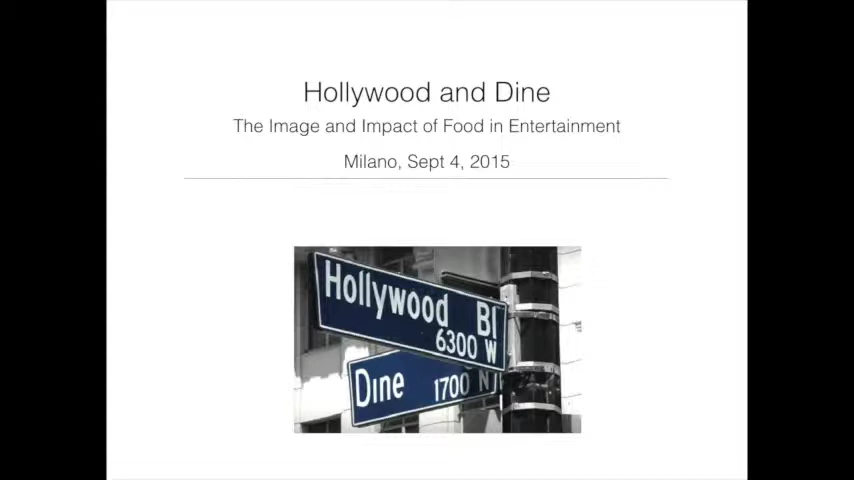 Hollywood and Dine
The Image and Impact of Food in Entertainment
Milano, Sept 4, 2015
Hollywood Bl
6300 W
Dine 1700 N